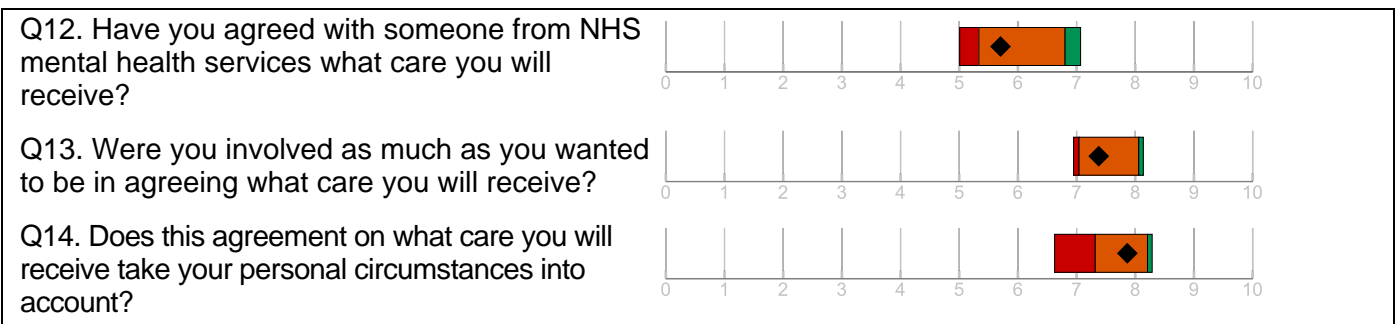 Q12. Have you agreed with someone from NHS
mental health services what care you will
receive?
0 1 2 3 4 5 6 7 8 9 10
Q13. Were you involved as much as you wanted
to be in agreeing what care you will receive?
0 1 2 3 4 5 6 7 8 9 10
Q14. Does this agreement on what care you will
receive take your personal circumstances into
account?
0 1 2 3 4 5 6 7 8 9 10